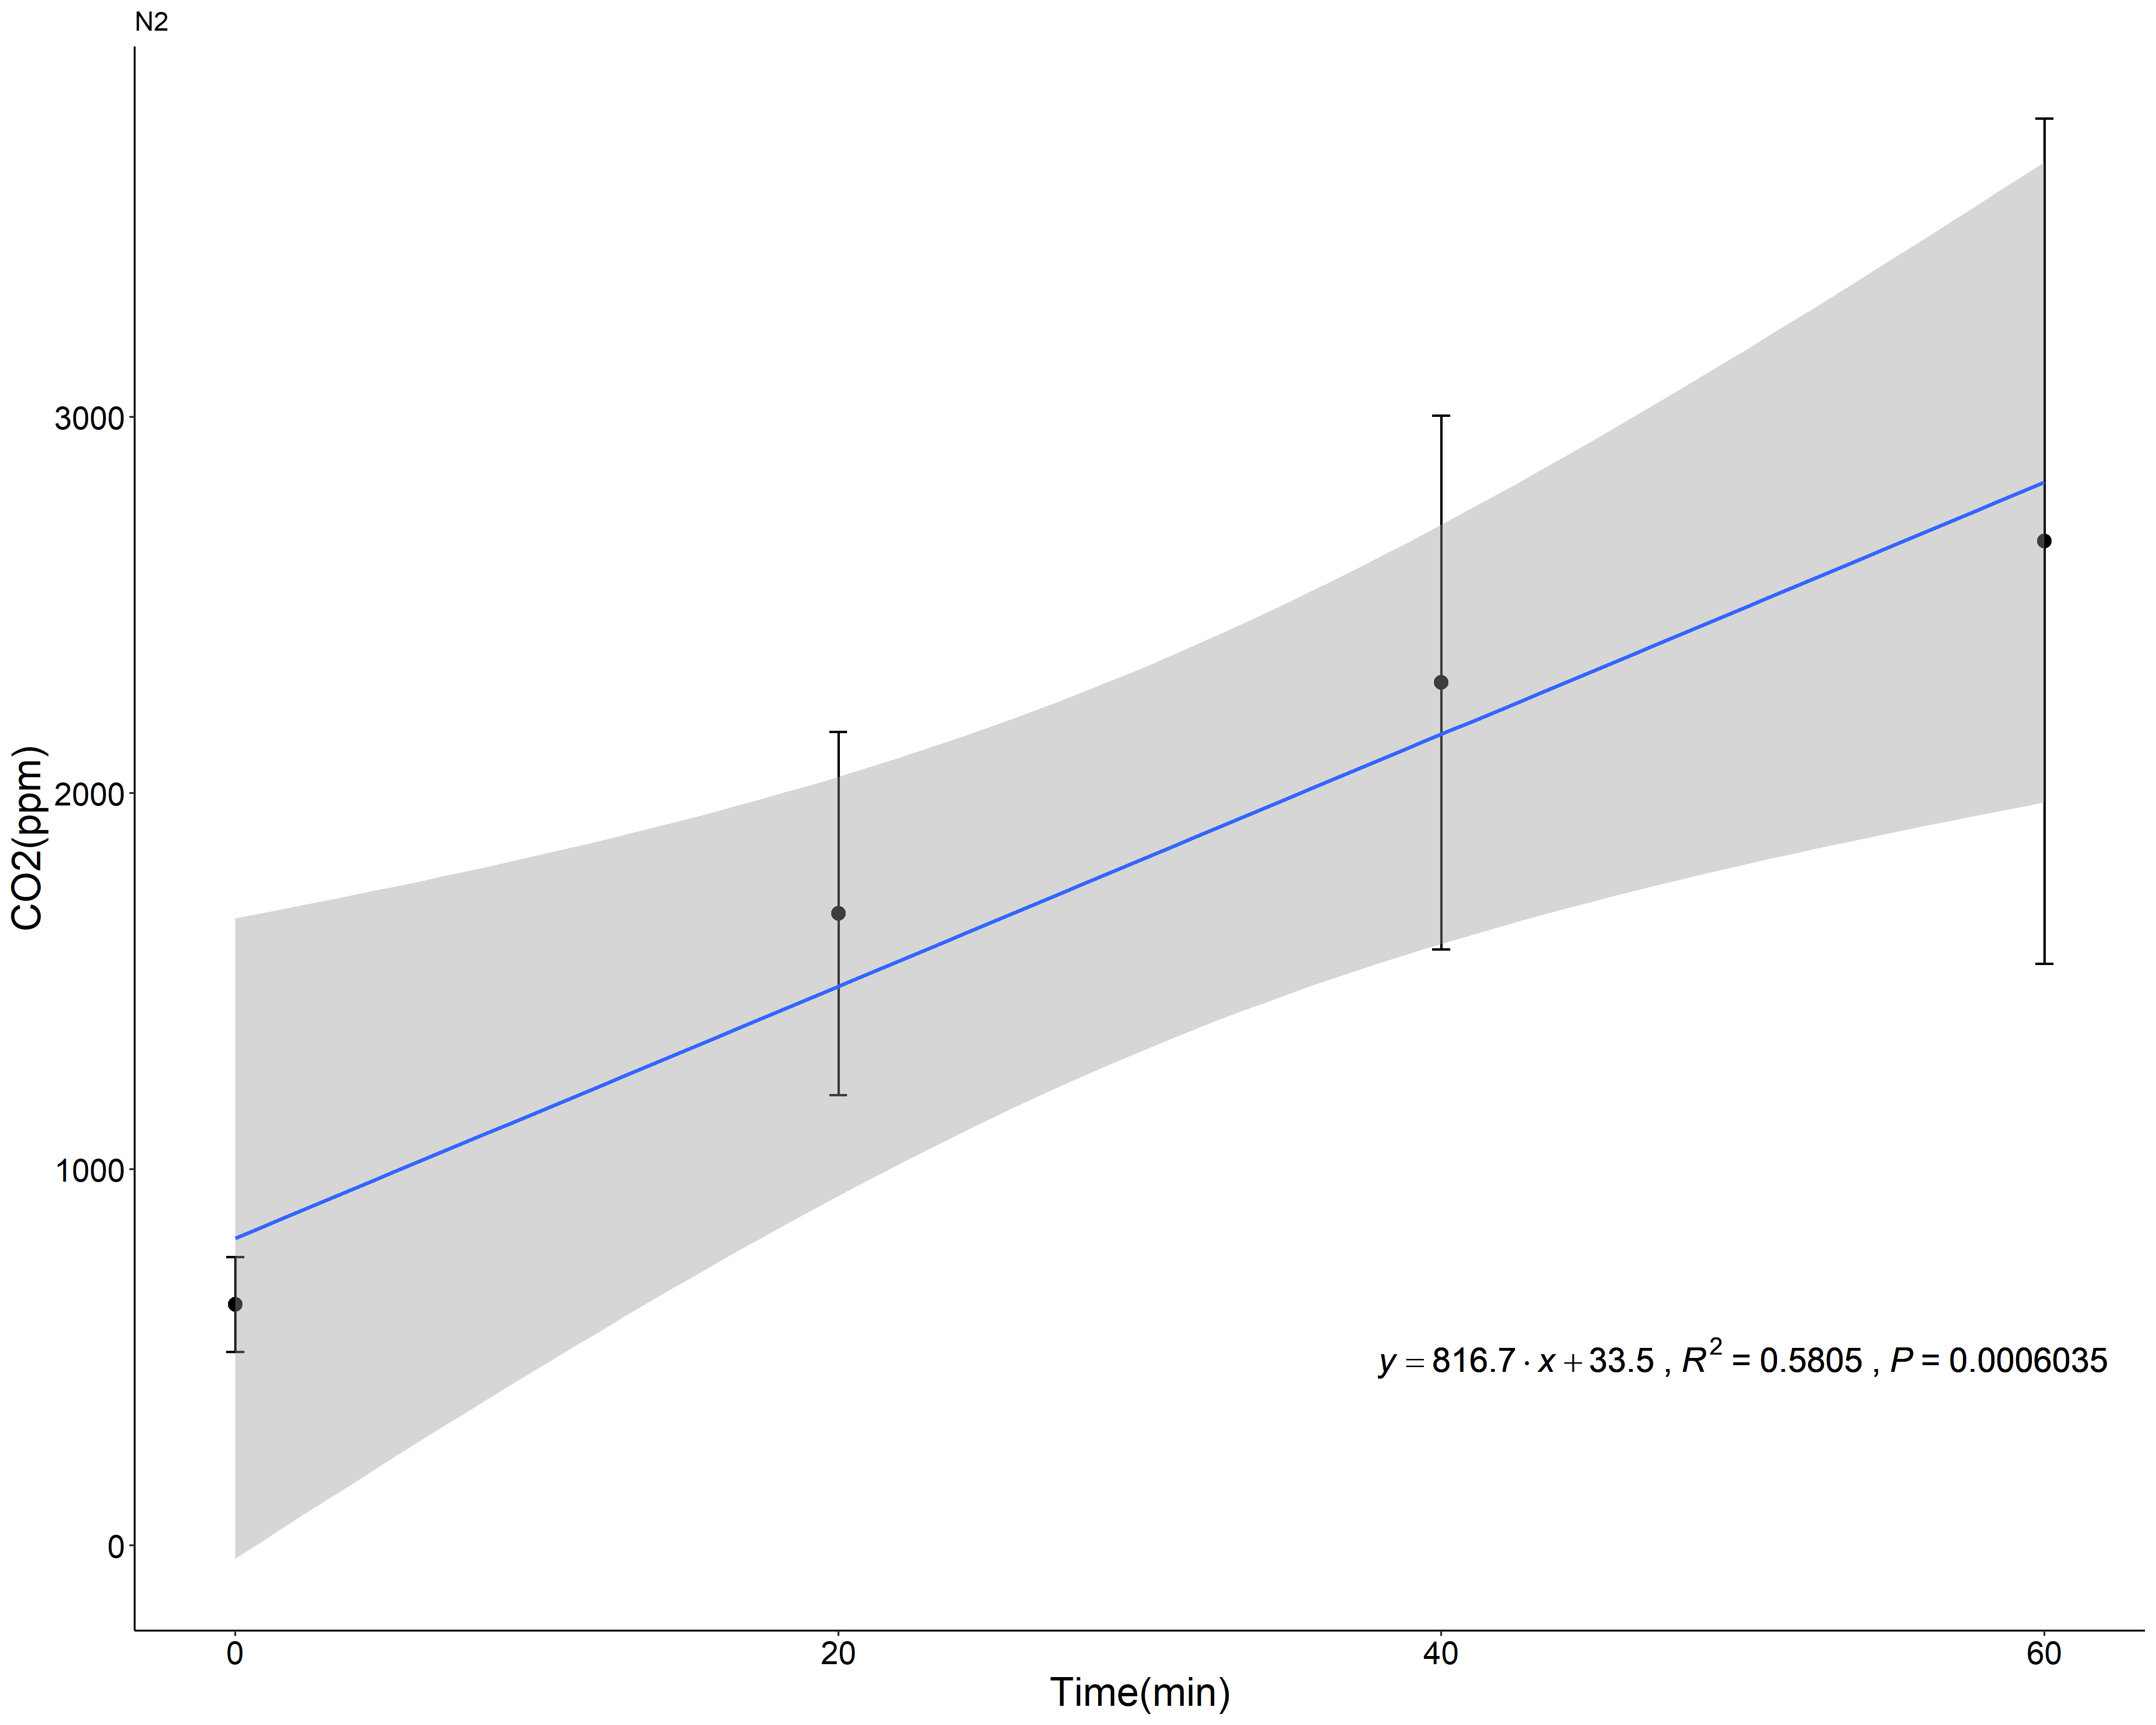 N2
CO2(ppm)
3000
2000
1000
0
y = 816.7 · x + 33.5 , R² = 0.5805 , P = 0.0006035
0 20 40 60
Time(min)